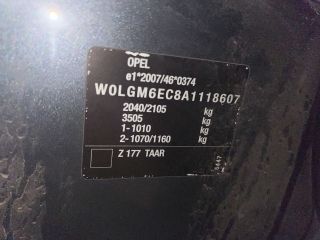 OPEL
e1*2007/46*0374
W0LGM6EC8A1118607
2040/2105 kg
3505 kg
1-1010 kg
2-1070/1160 kg
Z 177 TAAR